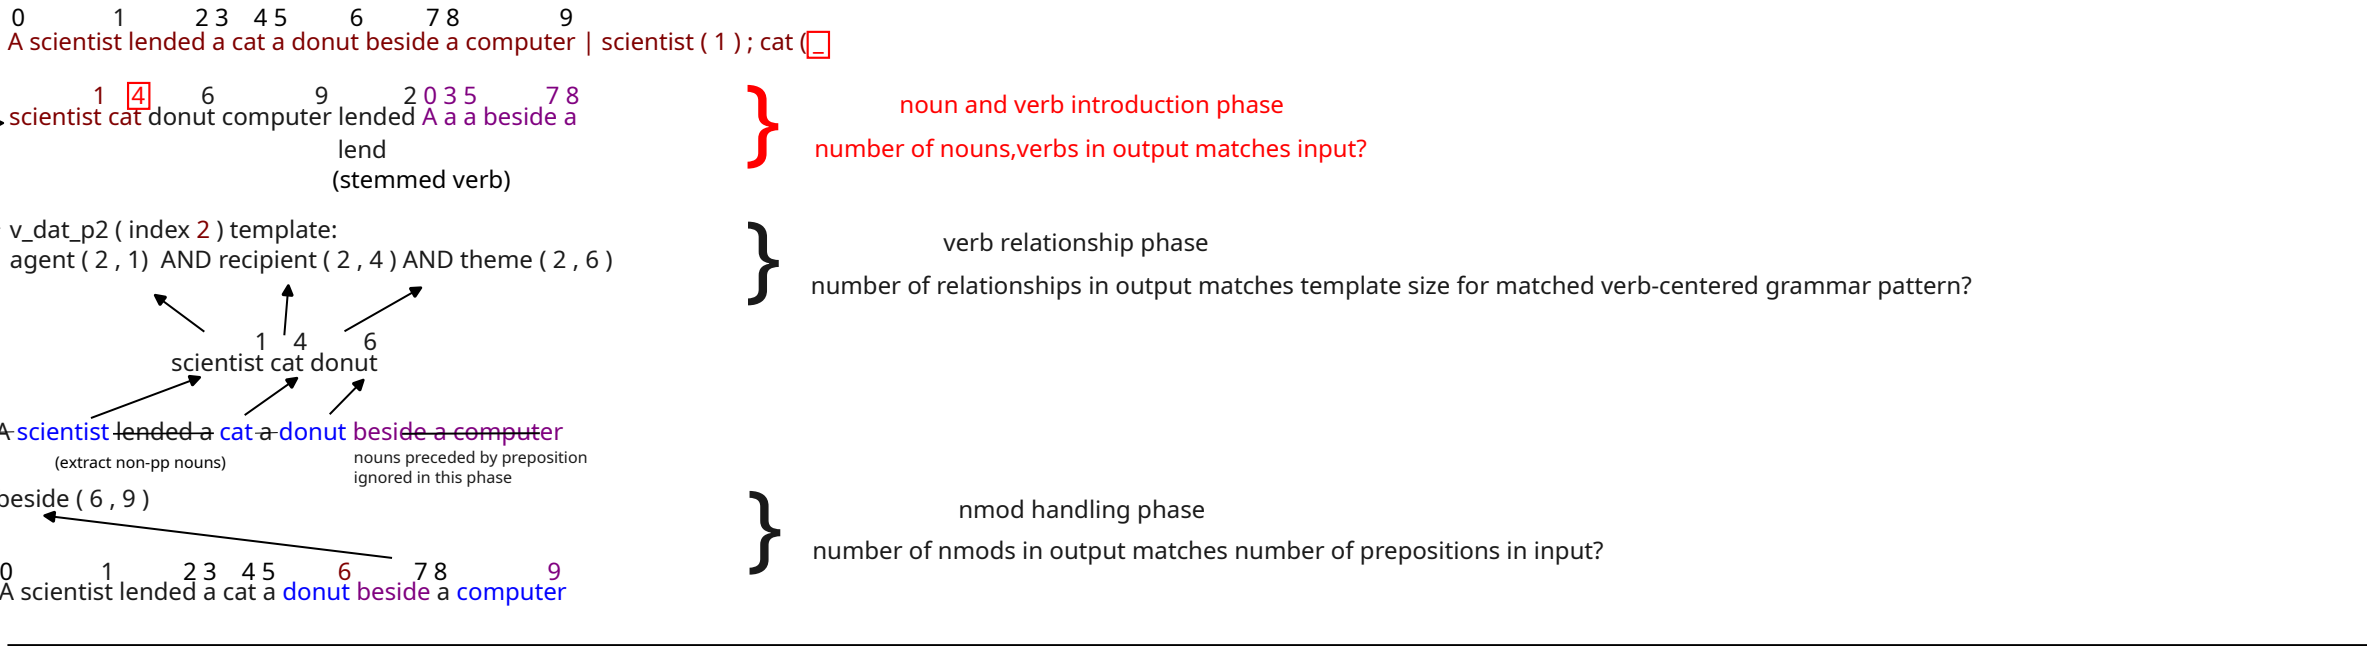 0 1 2 3 4 5 6 7 8 9
A scientist lended a cat a donut beside a computer | scientist ( 1 ) ; cat (_
1 4 6 9 2 0 3 5 7 8
scientist cat donut computer lended A a a beside a
lend
(stemmed verb)
noun and verb introduction phase
number of nouns,verbs in output matches input?
v_dat_p2 ( index 2 ) template:
agent ( 2 , 1) AND recipient ( 2 , 4 ) AND theme ( 2 , 6 )
verb relationship phase
number of relationships in output matches template size for matched verb-centered grammar pattern?
1 4 6
scientist cat donut
A scientist lended a cat a donut beside a computer
(extract non-pp nouns)
nouns preceded by preposition
ignored in this phase
beside ( 6 , 9 )
nmod handling phase
number of nmods in output matches number of prepositions in input?
0 1 2 3 4 5 6 7 8 9
A scientist lended a cat a donut beside a computer